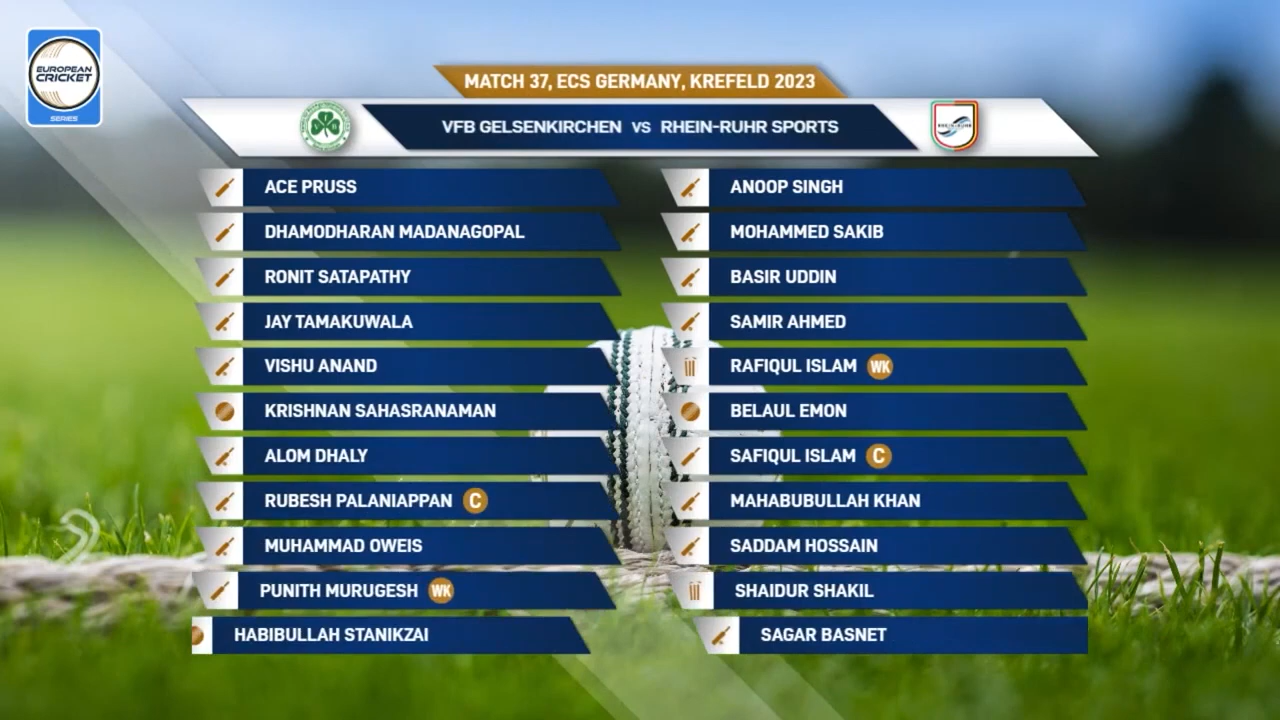 EUROPEAN
CRICKET
SERIES
MATCH 37, ECS GERMANY, KREFELD 2023
VFB GELSENKIRCHEN VS RHEIN-RUHR SPORTS
ACE PRUSS
DHAMODHARAN MADANAGOPAL
RONIT SATAPATHY
JAY TAMAKUWALA
VISHU ANAND
KRISHNAN SAHASRANAMAN
ALOM DHALY
RUBESH PALANIAPPAN C
MUHAMMAD OWEIS
PUNITH MURUGESH WK
HABIBULLAH STANIKZAI
ANOOP SINGH
MOHAMMED SAKIB
BASIR UDDIN
SAMIR AHMED
RAFIQUL ISLAM WK
BELAUL EMON
SAFIQUL ISLAM C
MAHABUBULLAH KHAN
SADDAM HOSSAIN
SHAIDUR SHAKIL
SAGAR BASNET